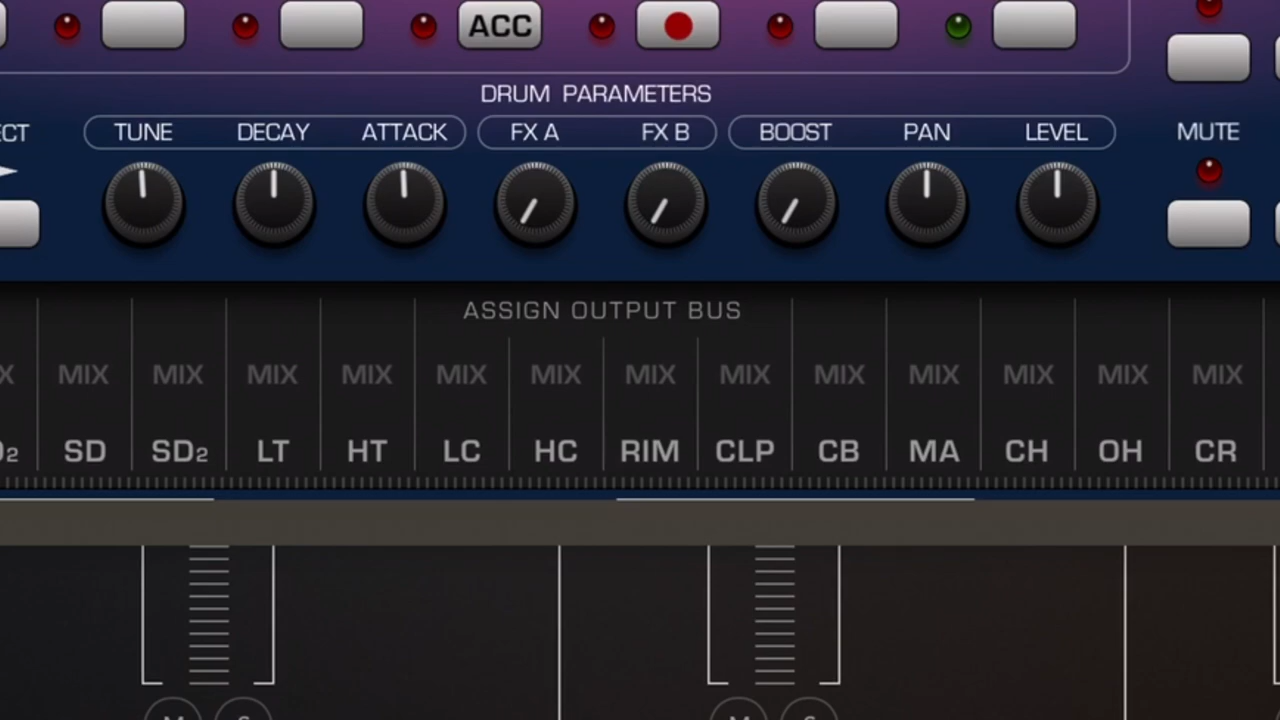 ACC
DRUM PARAMETERS
TUNE DECAY ATTACK FX A FX B BOOST PAN LEVEL MUTE
ASSIGN OUTPUT BUS
MIX MIX MIX MIX MIX MIX MIX MIX MIX MIX MIX MIX MIX
SD SD2 LT HT LC HC RIM CLP CB MA CH OH CR